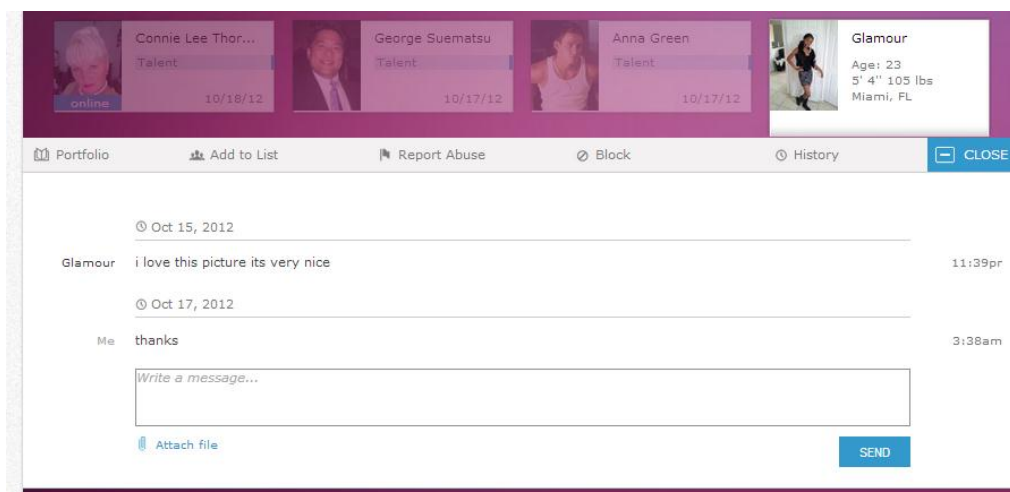 Connie Lee Thor...
Talent
online
10/18/12
George Suematsu
Talent
10/17/12
Anna Green
Talent
10/17/12
Glamour
Age: 23
5' 4" 105 lbs
Miami, FL
Portfolio
Add to List
Report Abuse
Block
History
CLOSE
Oct 15, 2012
Glamour i love this picture its very nice 11:39pr
Oct 17, 2012
Me thanks 3:38am
Write a message...
Attach file
SEND